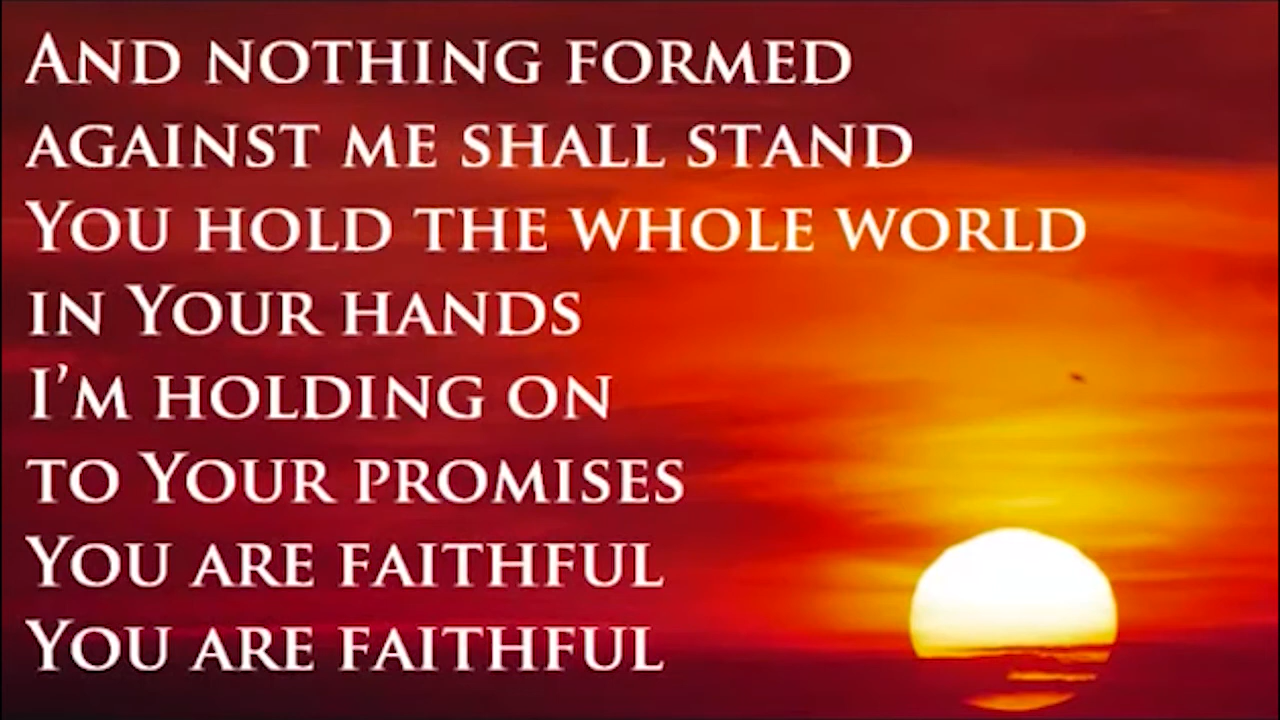 And nothing formed
against me shall stand
You hold the whole world
in Your hands
I'm holding on
to Your promises
You are faithful
You are faithful